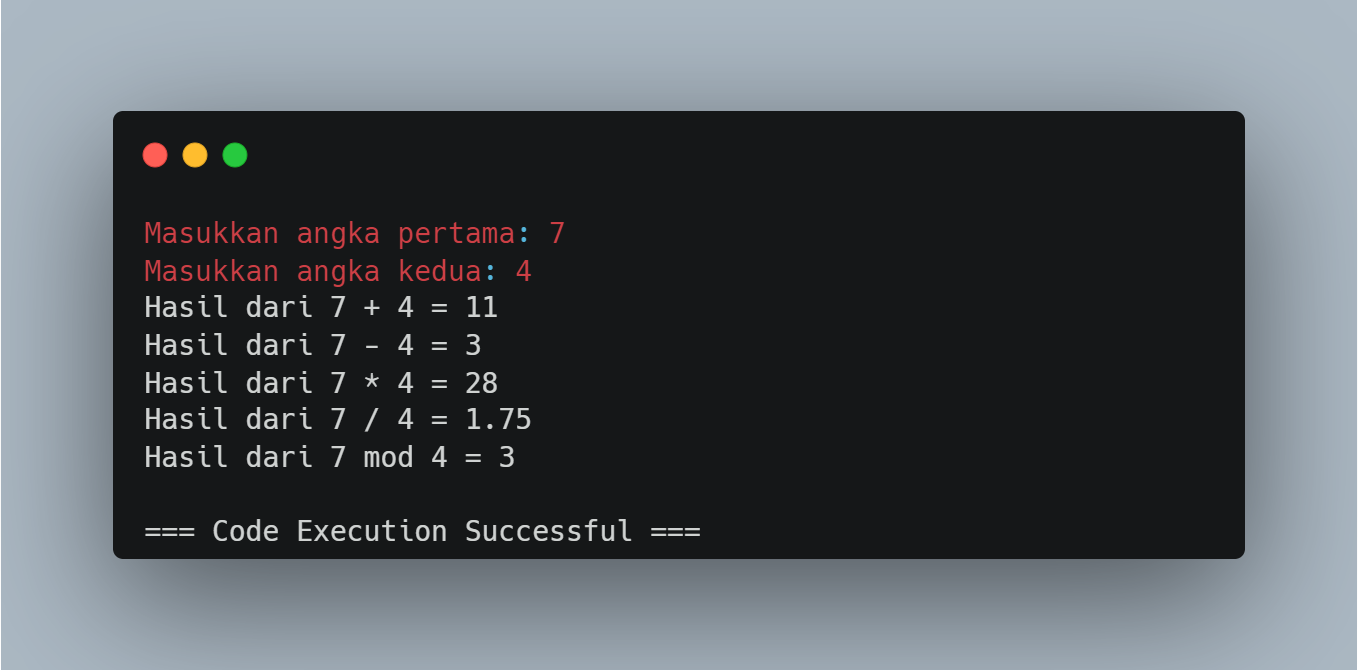 Masukkan angka pertama: 7
Masukkan angka kedua: 4
Hasil dari 7 + 4 = 11
Hasil dari 7 - 4 = 3
Hasil dari 7 * 4 = 28
Hasil dari 7 / 4 = 1.75
Hasil dari 7 mod 4 = 3
=== Code Execution Successful ===